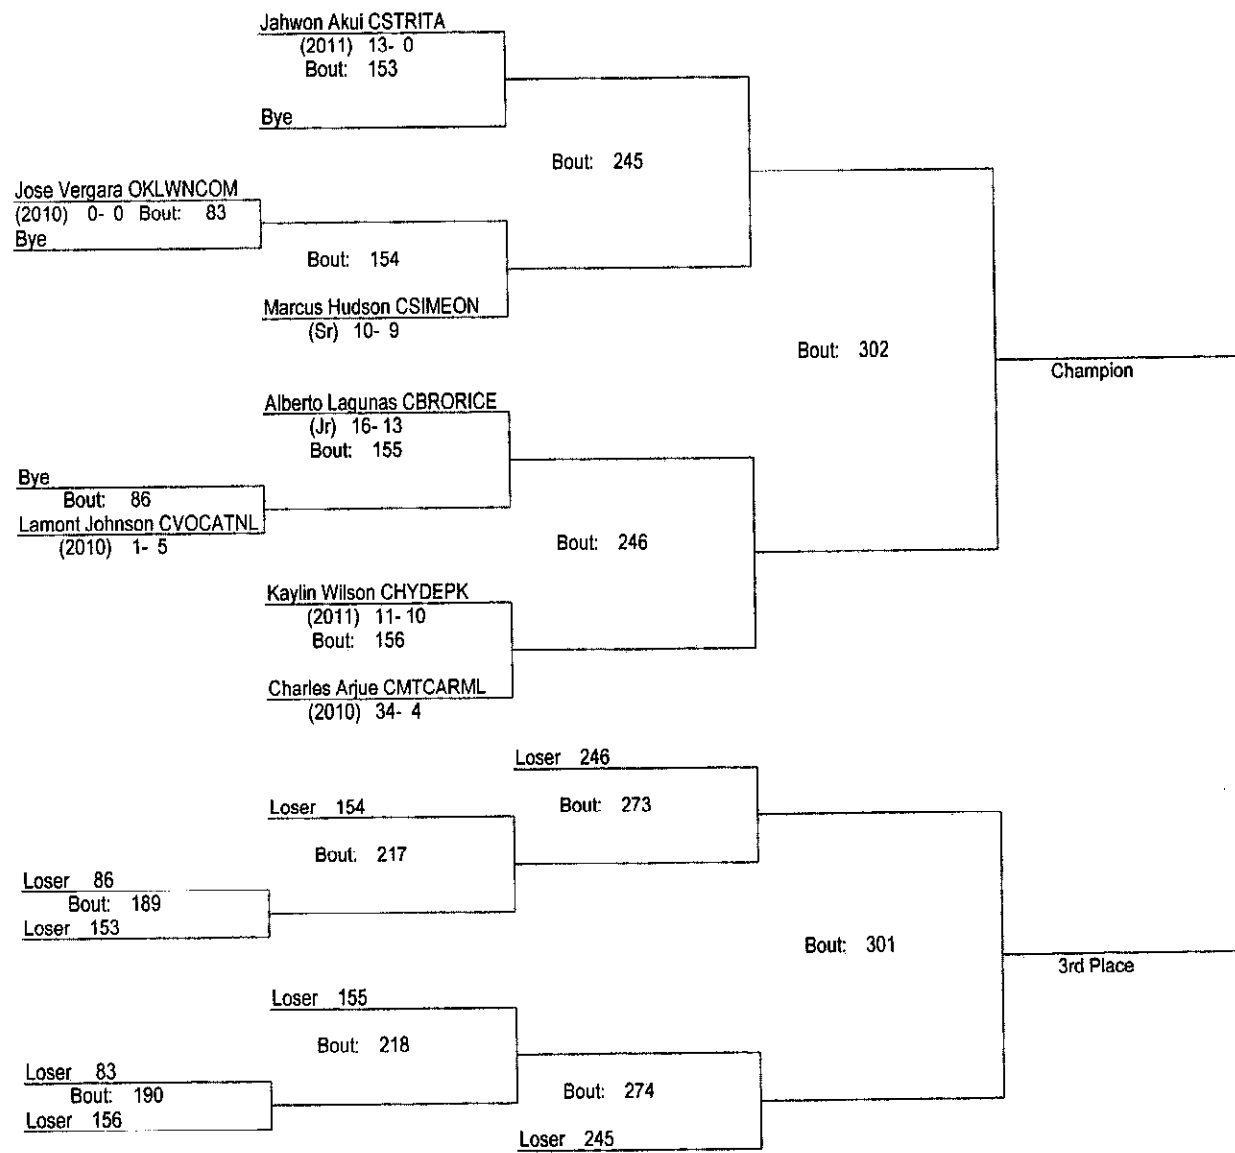 Jahwon Akui CSTRITA
(2011) 13- 0
Bout: 153
Bye
Bout: 245
Jose Vergara OKLWNCOM
(2010) 0- 0 Bout: 83
Bye
Bout: 154
Marcus Hudson CSIMEON
(Sr) 10- 9
Bout: 302
Champion
Alberto Lagunas CBRORICE
(Jr) 16- 13
Bout: 155
Bye
Bout: 86
Lamont Johnson CVOCATNL
(2010) 1- 5
Bout: 246
Kaylin Wilson CHYDEPK
(2011) 11- 10
Bout: 156
Charles Arjue CMTCARML
(2010) 34- 4
Loser 246
Bout: 273
Loser 154
Bout: 217
Loser 86
Bout: 189
Loser 153
Bout: 301
3rd Place
Loser 155
Bout: 218
Loser 83
Bout: 190
Loser 156
Bout: 274
Loser 245